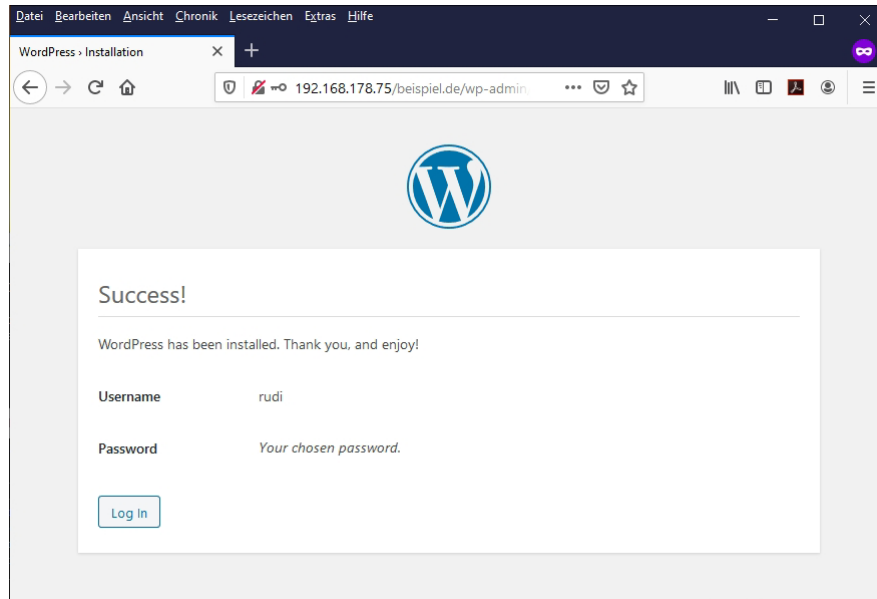 Datei Bearbeiten Ansicht Chronik Lesezeichen Extras Hilfe
WordPress › Installation
192.168.178.75/beispiel.de/wp-admin
Success!
WordPress has been installed. Thank you, and enjoy!
Username rudi
Password Your chosen password.
Log In